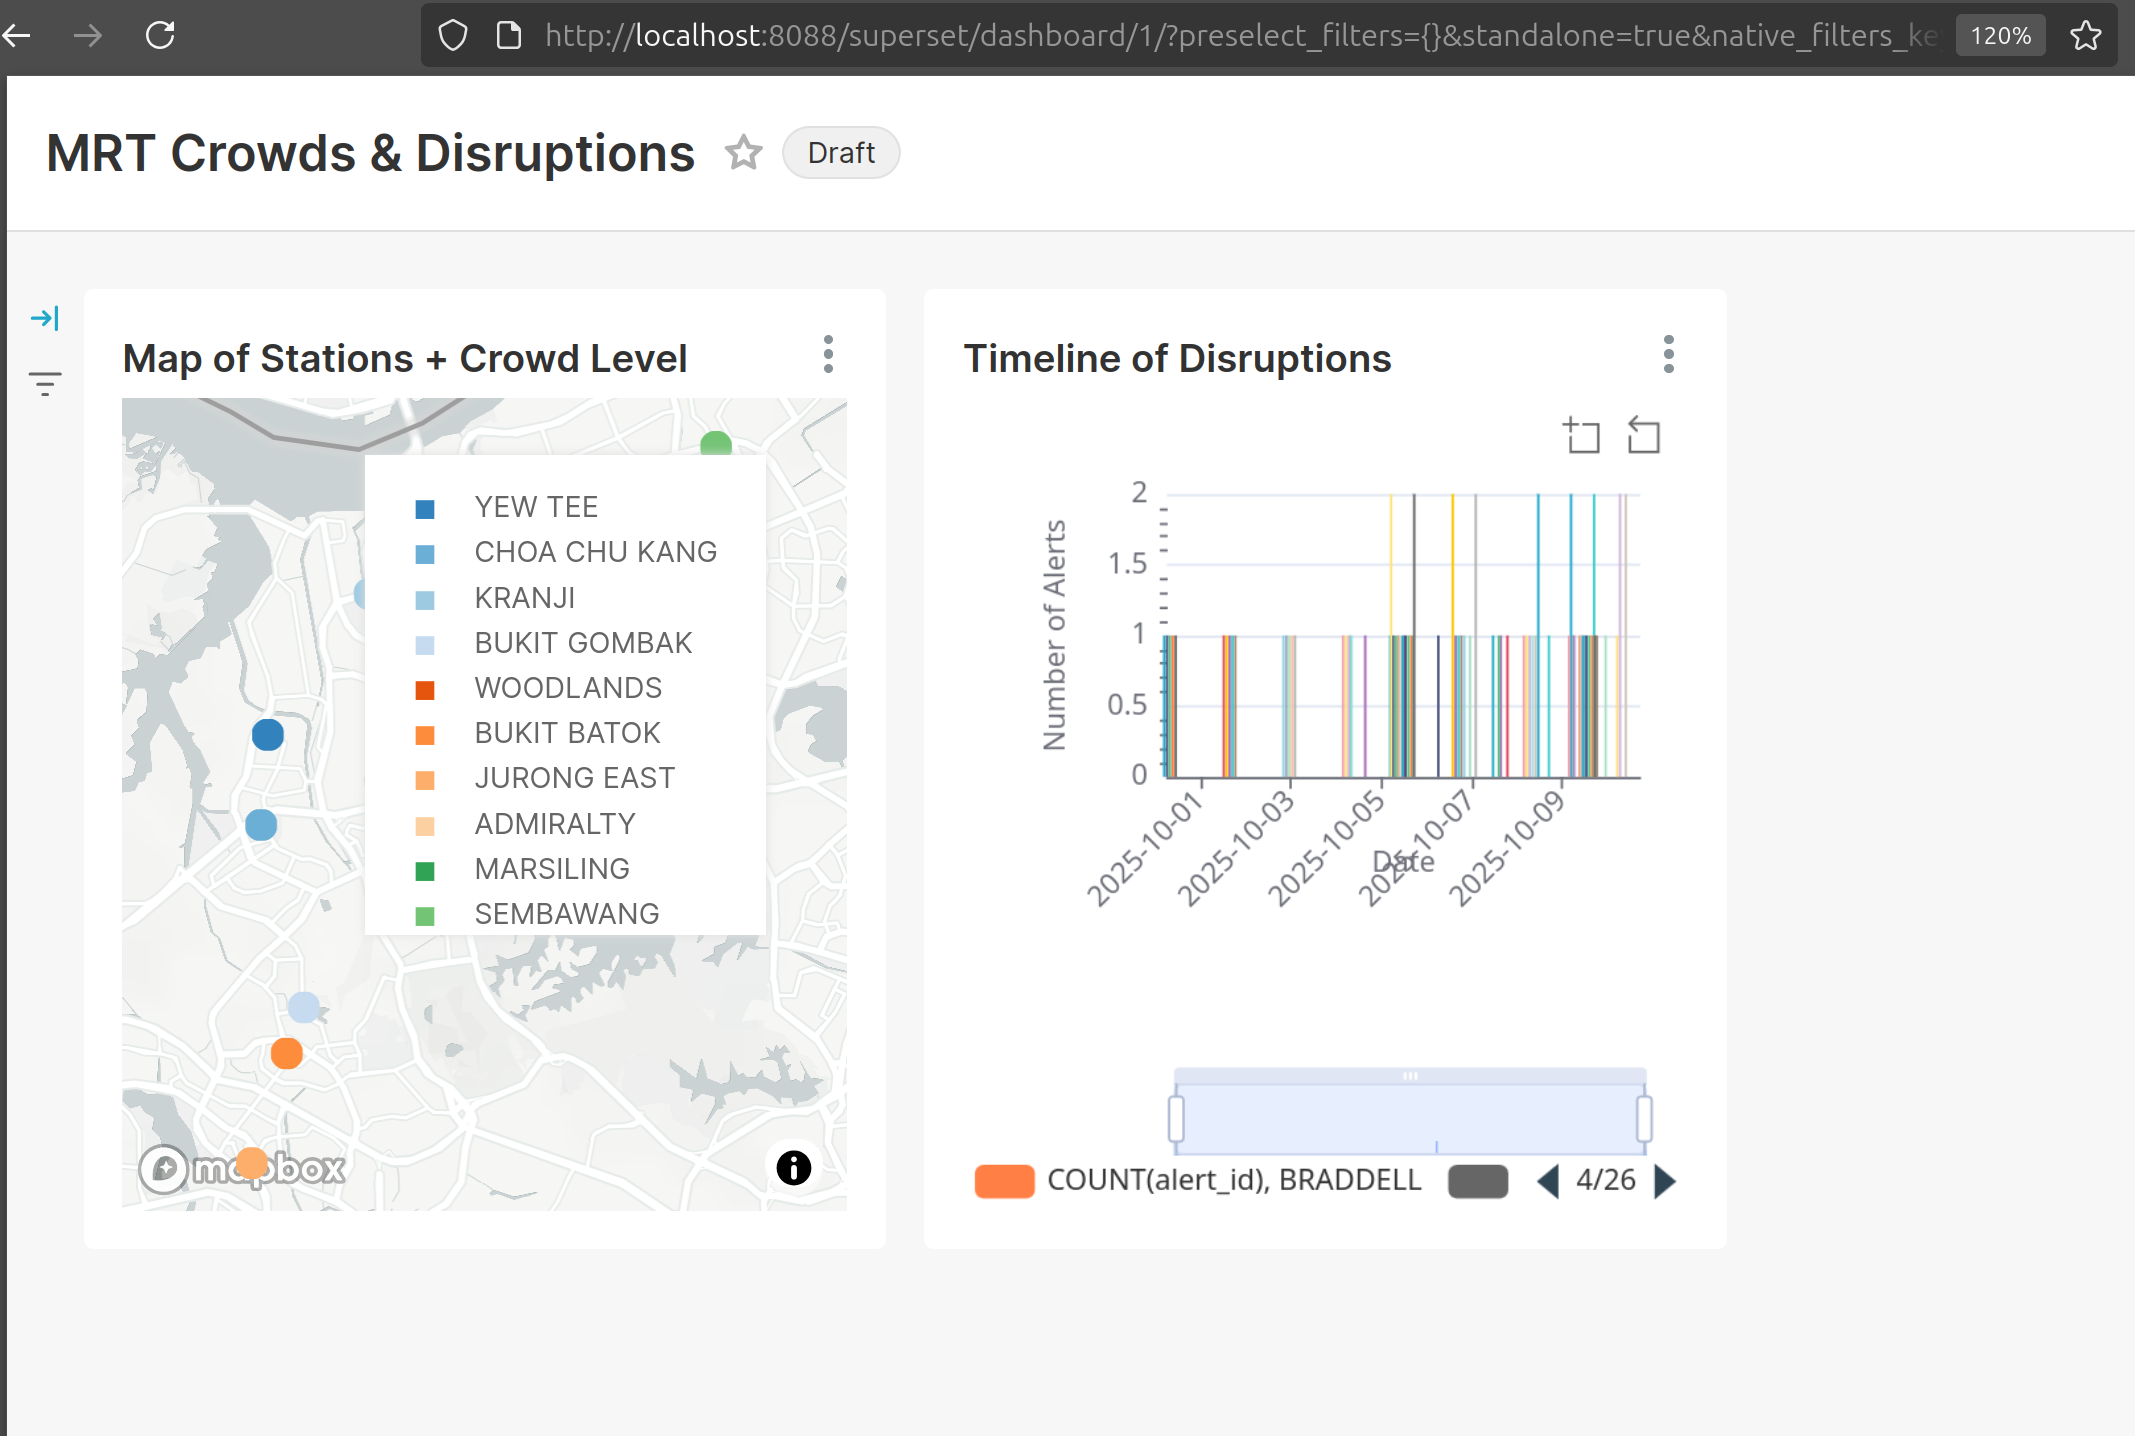 http://localhost:8088/superset/dashboard/1/?preselect_filters={}&standalone=true&native_filters_ke
120%
MRT Crowds & Disruptions
Draft
Map of Stations + Crowd Level
YEW TEE
CHOA CHU KANG
KRANJI
BUKIT GOMBAK
WOODLANDS
BUKIT BATOK
JURONG EAST
ADMIRALTY
MARSILING
SEMBAWANG
mapbox
Timeline of Disruptions
Number of Alerts
2
1.5
1
0.5
0
2025-10-01
2025-10-03
2025-10-05
2025-10-07
2025-10-09
Date
COUNT(alert_id), BRADDELL
4/26